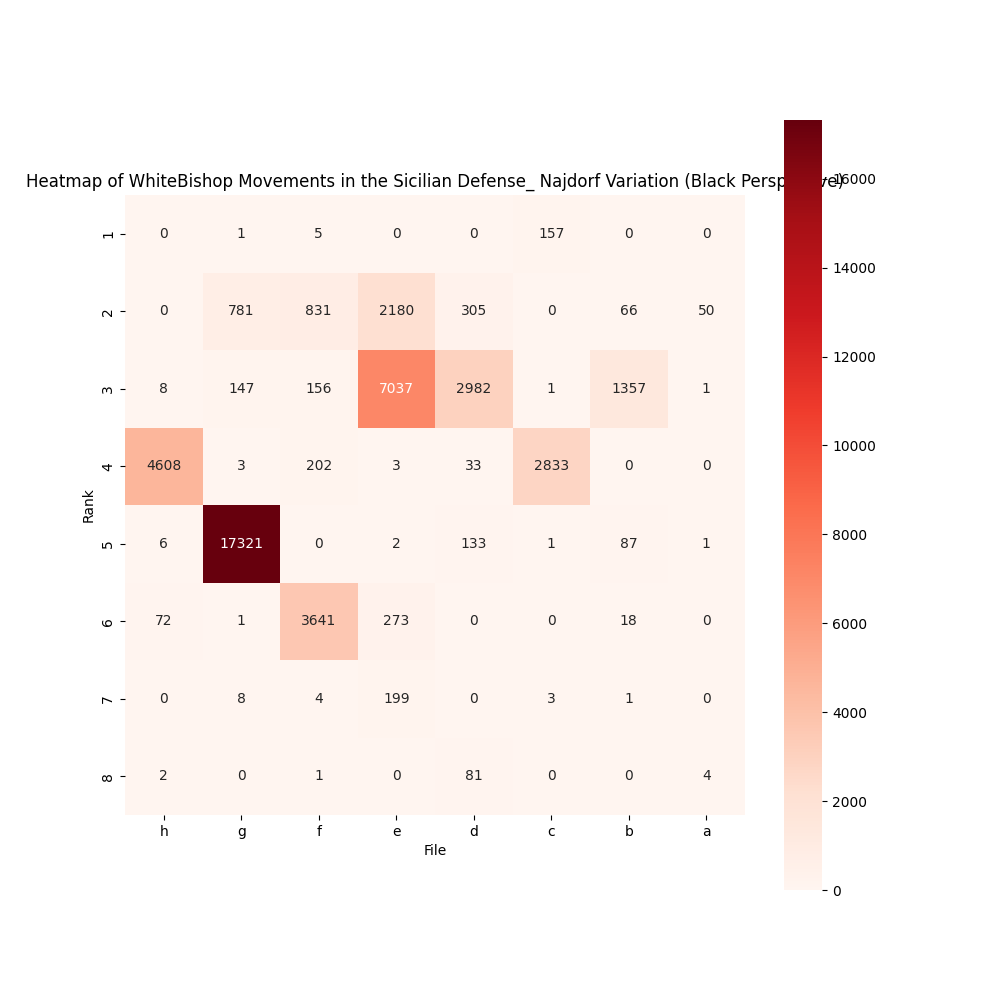 Heatmap of WhiteBishop Movements in the Sicilian Defense_ Najdorf Variation (Black Perspective)
16000
1 0 1 5 0 0 157 0 0
14000
2 0 781 831 2180 305 0 66 50
12000
3 8 147 156 7037 2982 1 1357 1
10000
4 4608 3 202 3 33 2833 0 0
Rank
8000
5 6 17321 0 2 133 1 87 1
6000
6 72 1 3641 273 0 0 18 0
4000
7 0 8 4 199 0 3 1 0
2000
8 2 0 1 0 81 0 0 4
h g f e d c b a
File
0